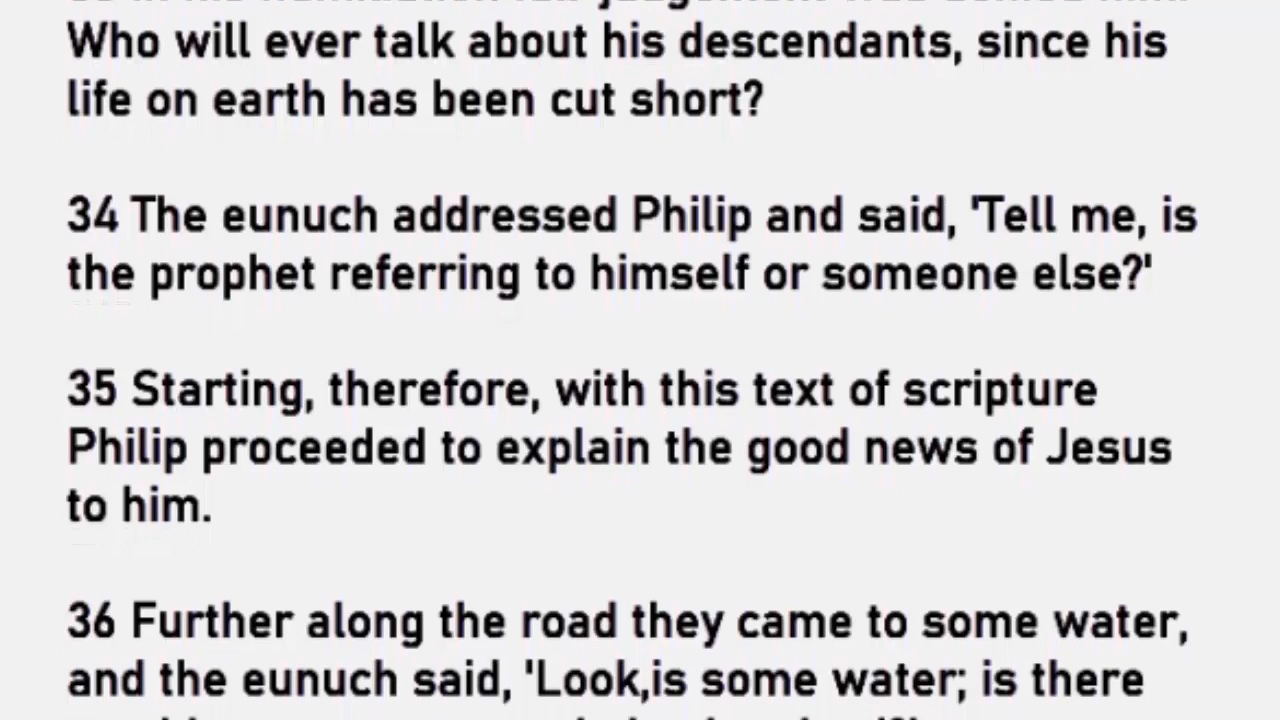 Who will ever talk about his descendants, since his
life on earth has been cut short?
34 The eunuch addressed Philip and said, 'Tell me, is
the prophet referring to himself or someone else?'
35 Starting, therefore, with this text of scripture
Philip proceeded to explain the good news of Jesus
to him.
36 Further along the road they came to some water,
and the eunuch said, 'Look,is some water; is there